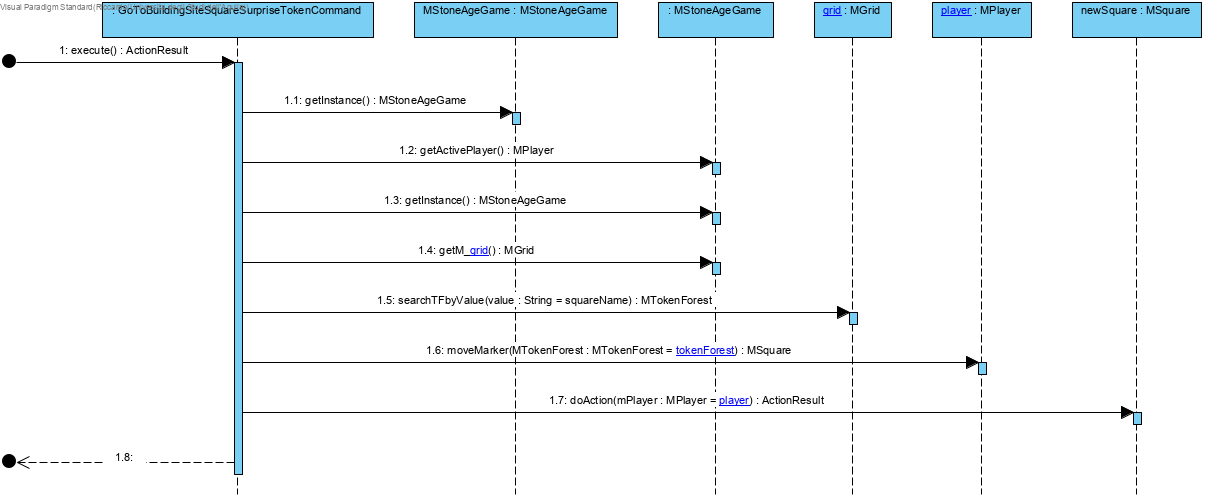 Visual Paradigm Standard(
: GoToBuildingSiteSquareSurpriseTokenCommand
MStoneAgeGame : MStoneAgeGame
: MStoneAgeGame
grid : MGrid
player : MPlayer
newSquare : MSquare
1: execute() : ActionResult
1.1: getInstance() : MStoneAgeGame
1.2: getActivePlayer() : MPlayer
1.3: getInstance() : MStoneAgeGame
1.4: getM_grid() : MGrid
1.5: searchTFbyValue(value : String = squareName) : MTokenForest
1.6: moveMarker(MTokenForest : MTokenForest = tokenForest) : MSquare
1.7: doAction(mPlayer : MPlayer = player) : ActionResult
1.8: